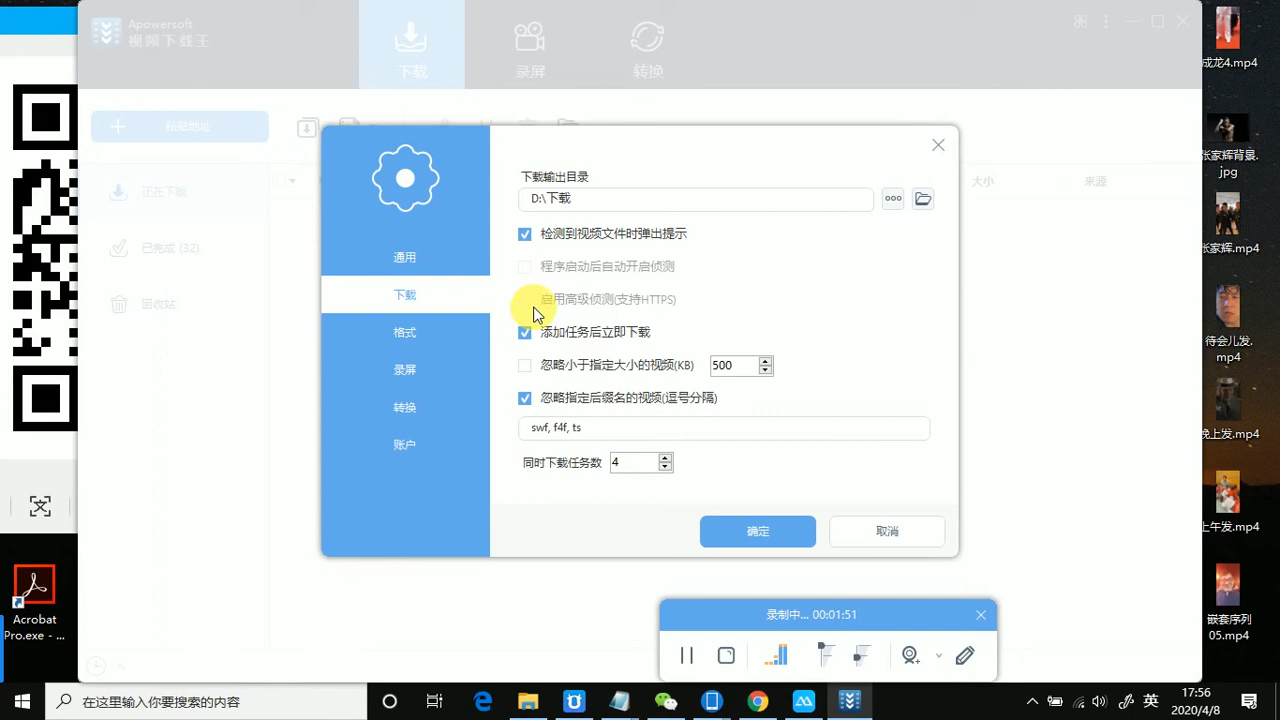 Apowersoft
视频下载王
下载
录屏
转换
粘贴地址
正在下载
已完成 (32)
回收站
大小
来源
通用
下载
格式
录屏
转换
账户
下载输出目录
D:\下载
检测到视频文件时弹出提示
程序启动后自动开启侦测
启用高级侦测(支持HTTPS)
添加任务后立即下载
忽略小于指定大小的视频(KB)
500
忽略指定后缀名的视频(逗号分隔)
swf, f4f, ts
同时下载任务数
4
确定
取消
录制中... 00:01:51
成龙4.mp4
张家辉背景.
jpg
张家辉.mp4
待会儿发.
mp4
晚上发.mp4
上午发.mp4
嵌套序列
05.mp4
Acrobat
Pro.exe - ...
在这里输入你要搜索的内容
英
17:56
2020/4/8